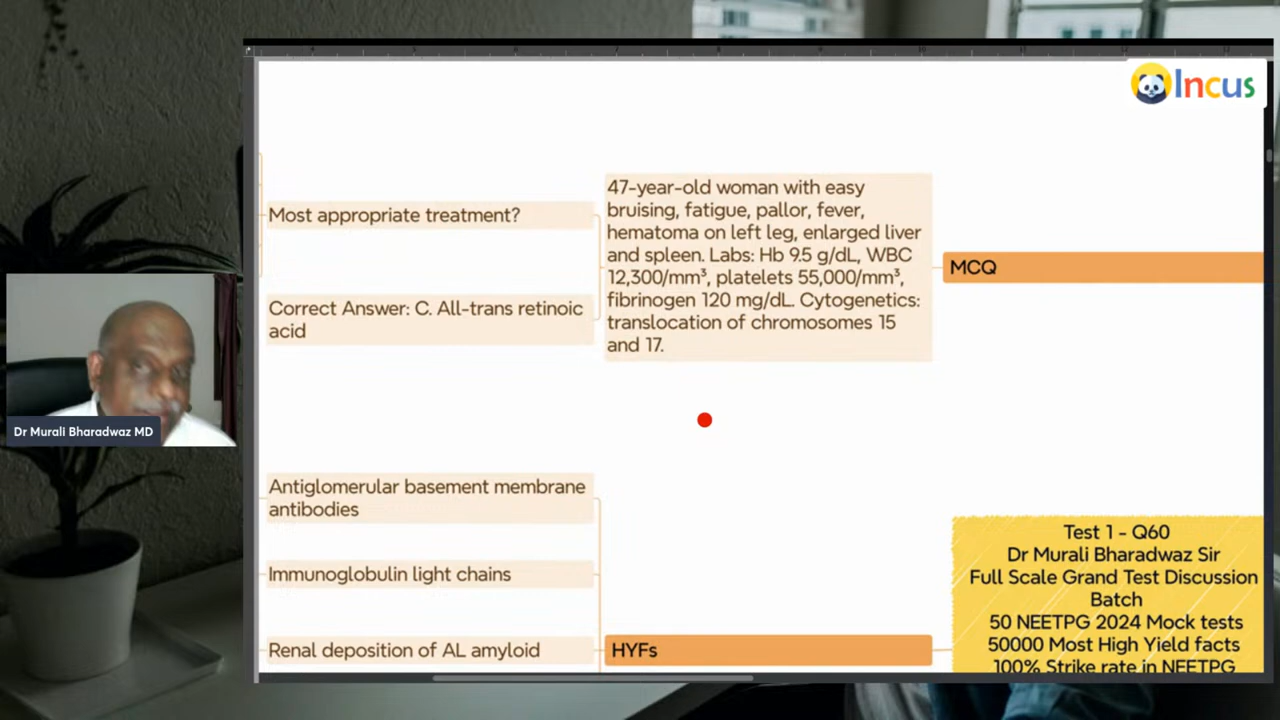 Incus
Most appropriate treatment?
Correct Answer: C. All-trans retinoic
acid
47-year-old woman with easy
bruising, fatigue, pallor, fever,
hematoma on left leg, enlarged liver
and spleen. Labs: Hb 9.5 g/dL, WBC
12,300/mm³, platelets 55,000/mm³,
fibrinogen 120 mg/dL. Cytogenetics:
translocation of chromosomes 15
and 17.
MCQ
Dr Murali Bharadwaz MD
Antiglomerular basement membrane
antibodies
Immunoglobulin light chains
Renal deposition of AL amyloid
HYFs
Test 1 - Q60
Dr Murali Bharadwaz Sir
Full Scale Grand Test Discussion
Batch
50 NEETPG 2024 Mock tests
50000 Most High Yield facts
100% Strike rate in NEETPG